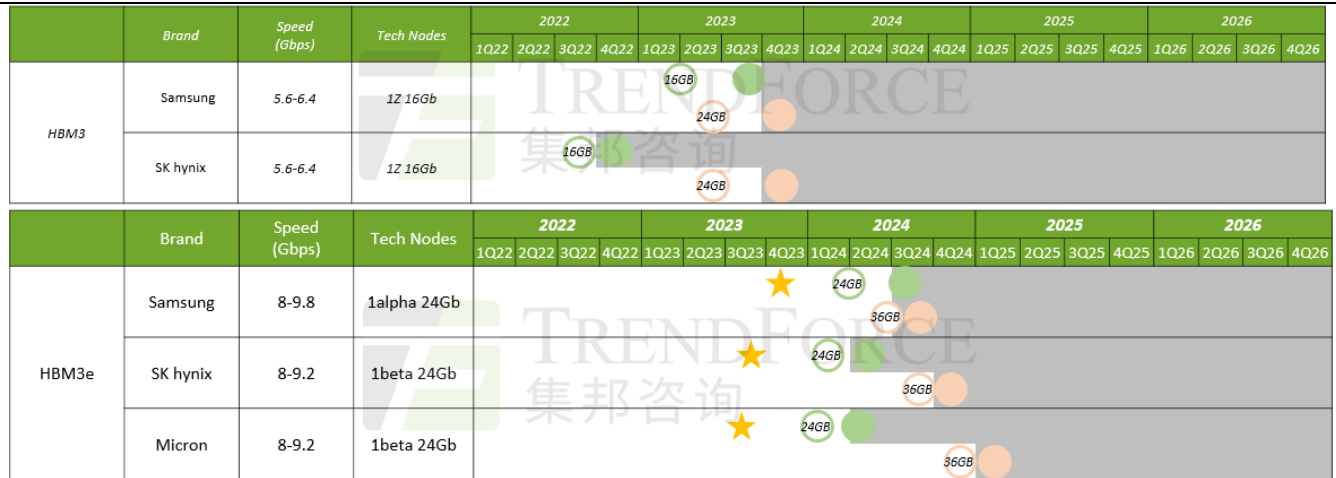 Brand Speed (Gbps) Tech Nodes 2022 2023 2024 2025 2026
1Q22 2Q22 3Q22 4Q22 1Q23 2Q23 3Q23 4Q23 1Q24 2Q24 3Q24 4Q24 1Q25 2Q25 3Q25 4Q25 1Q26 2Q26 3Q26 4Q26
TRENDFORCE
集邦咨询
HBM3
Samsung 5.6-6.4 1Z 16Gb 16GB
24GB
SK hynix 5.6-6.4 1Z 16Gb 16GB
24GB
Brand Speed (Gbps) Tech Nodes 2022 2023 2024 2025 2026
1Q22 2Q22 3Q22 4Q22 1Q23 2Q23 3Q23 4Q23 1Q24 2Q24 3Q24 4Q24 1Q25 2Q25 3Q25 4Q25 1Q26 2Q26 3Q26 4Q26
TRENDFORCE
集邦咨询
HBM3e
Samsung 8-9.8 1alpha 24Gb 24GB
36GB
SK hynix 8-9.2 1beta 24Gb 24GB
36GB
Micron 8-9.2 1beta 24Gb 24GB
36GB